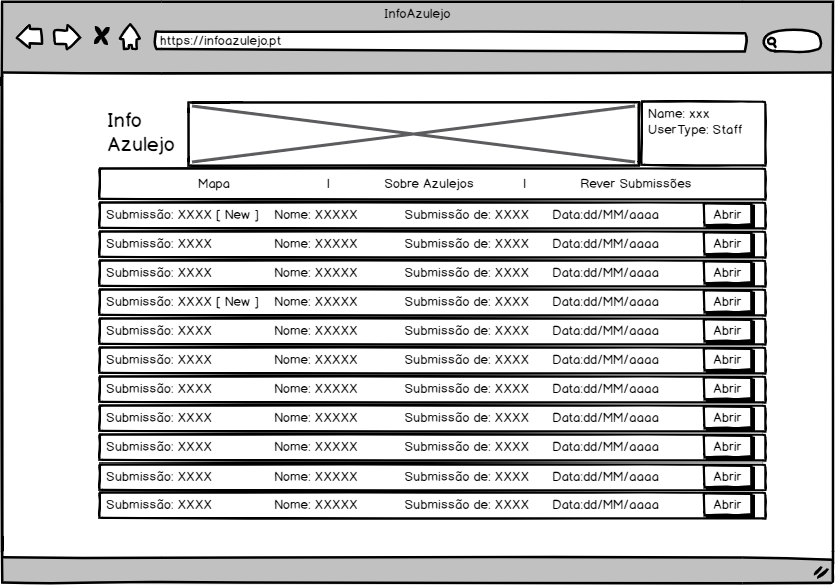 InfoAzulejo
https://infoazulejo.pt
Info
Azulejo
Name: xxx
UserType: Staff
Mapa | Sobre Azulejos | Rever Submissões
Submissão: XXXX [ New ] Nome: XXXXX Submissão de: XXXX Data:dd/MM/aaaa Abrir
Submissão: XXXX Nome: XXXXX Submissão de: XXXX Data:dd/MM/aaaa Abrir
Submissão: XXXX Nome: XXXXX Submissão de: XXXX Data:dd/MM/aaaa Abrir
Submissão: XXXX [ New ] Nome: XXXXX Submissão de: XXXX Data:dd/MM/aaaa Abrir
Submissão: XXXX Nome: XXXXX Submissão de: XXXX Data:dd/MM/aaaa Abrir
Submissão: XXXX Nome: XXXXX Submissão de: XXXX Data:dd/MM/aaaa Abrir
Submissão: XXXX Nome: XXXXX Submissão de: XXXX Data:dd/MM/aaaa Abrir
Submissão: XXXX Nome: XXXXX Submissão de: XXXX Data:dd/MM/aaaa Abrir
Submissão: XXXX Nome: XXXXX Submissão de: XXXX Data:dd/MM/aaaa Abrir
Submissão: XXXX Nome: XXXXX Submissão de: XXXX Data:dd/MM/aaaa Abrir
Submissão: XXXX Nome: XXXXX Submissão de: XXXX Data:dd/MM/aaaa Abrir